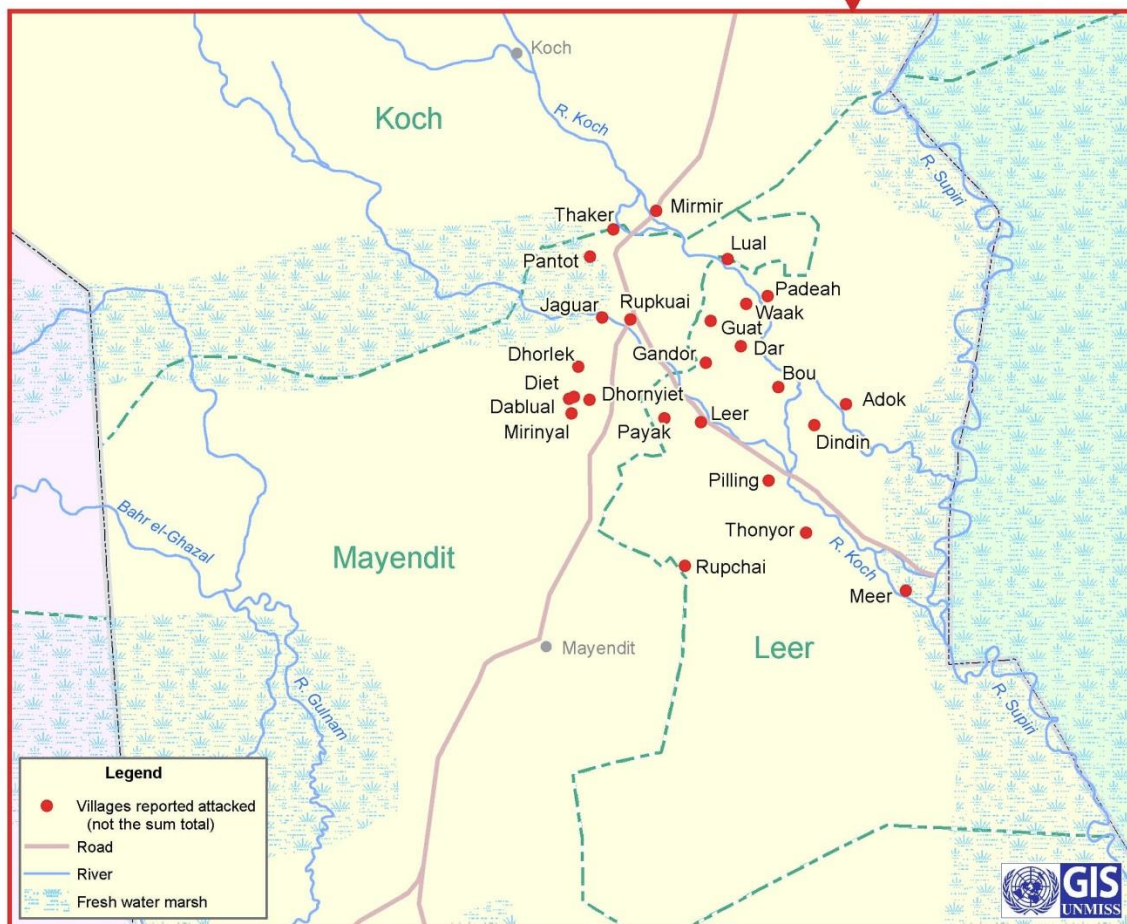 Koch
Koch
R. Koch
R. Supiri
Thaker
Mirmir
Pantot
Lual
Padeah
Jaguar
Rupkuai
Waak
Guat
Dar
Dhorlek
Gandor
Bou
Diet
Dhornyiet
Dablual
Adok
Leer
Mirinyal
Payak
Dindin
Pilling
Bahr el-Ghazal
Thonyor
R. Koch
Mayendit
Rupchai
Meer
Mayendit
Leer
R. Gulnam
R. Supiri
Legend
Villages reported attacked
(not the sum total)
Road
River
Fresh water marsh
GIS
UNMISS